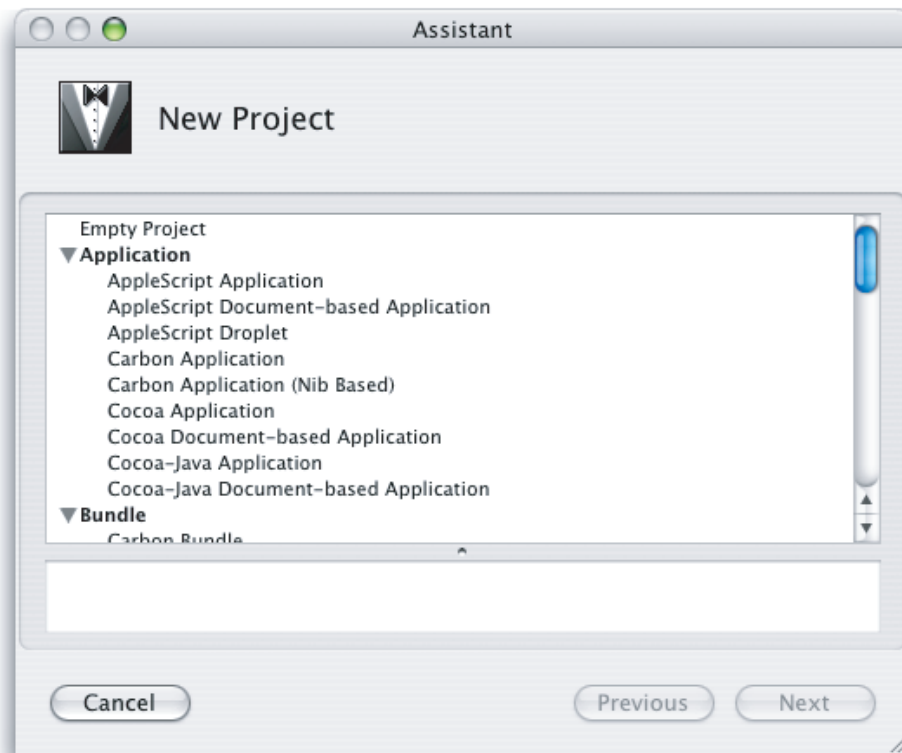 Assistant
New Project
Empty Project
Application
AppleScript Application
AppleScript Document-based Application
AppleScript Droplet
Carbon Application
Carbon Application (Nib Based)
Cocoa Application
Cocoa Document-based Application
Cocoa-Java Application
Cocoa-Java Document-based Application
Bundle
Carbon Bundle
Cancel
Previous
Next